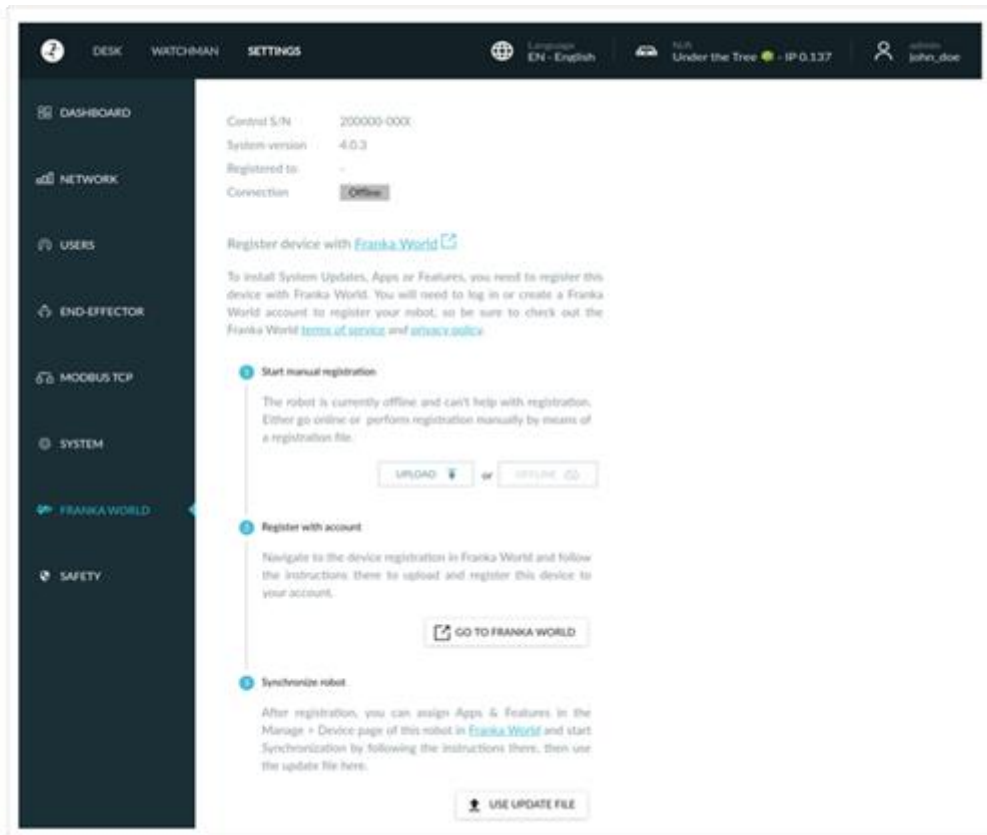 DESK WATCHMAN SETTINGS Language EN - English N/A Under the Tree - IP 0.137 admin john_doe
DASHBOARD
NETWORK
USERS
END-EFFECTOR
MODBUS TCP
SYSTEM
FRANKA WORLD
SAFETY
Control S/N 200000-000X
System version 4.0.3
Registered to -
Connection Offline
Register device with Franka World
To install System Updates, Apps or Features, you need to register this
device with Franka World. You will need to log in or create a Franka
World account to register your robot, so be sure to check out the
Franka World terms of service and privacy policy.
1 Start manual registration
The robot is currently offline and can't help with registration.
Either go online or perform registration manually by means of
a registration file.
UPLOAD or OFFLINE
2 Register with account
Navigate to the device registration in Franka World and follow
the instructions there to upload and register this device to
your account.
GO TO FRANKA WORLD
3 Synchronize robot
After registration, you can assign Apps & Features in the
Manage > Device page of this robot in Franka World and start
Synchronization by following the instructions there, then use
the update file here.
USE UPDATE FILE